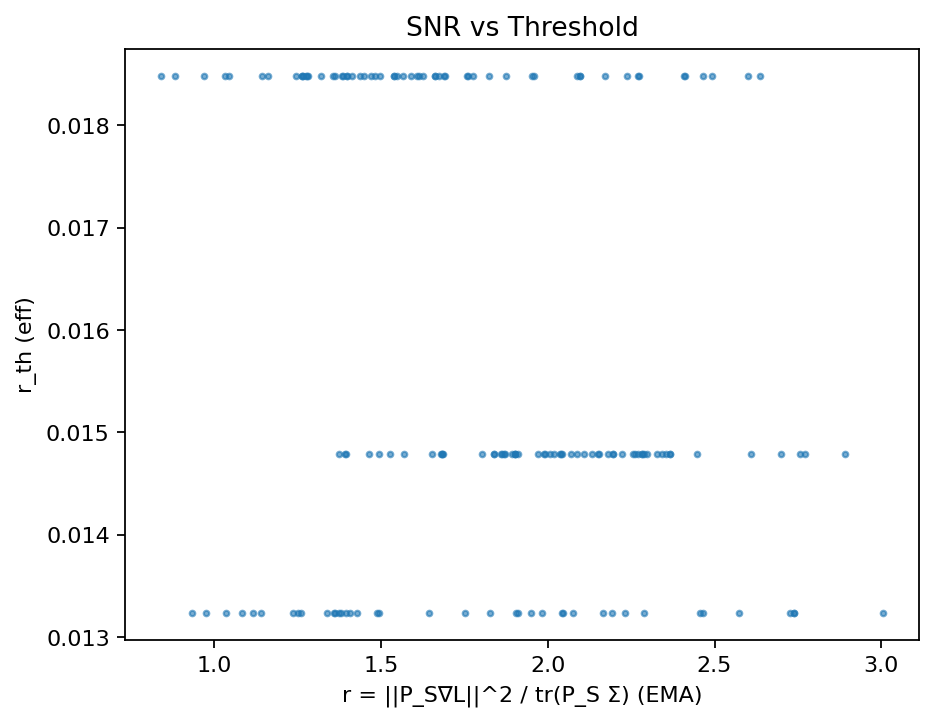 SNR vs Threshold
0.018
0.017
0.016
0.015
0.014
0.013
r_th (eff)
1.0 1.5 2.0 2.5 3.0
r = ||P_S∇L||^2 / tr(P_S Σ) (EMA)